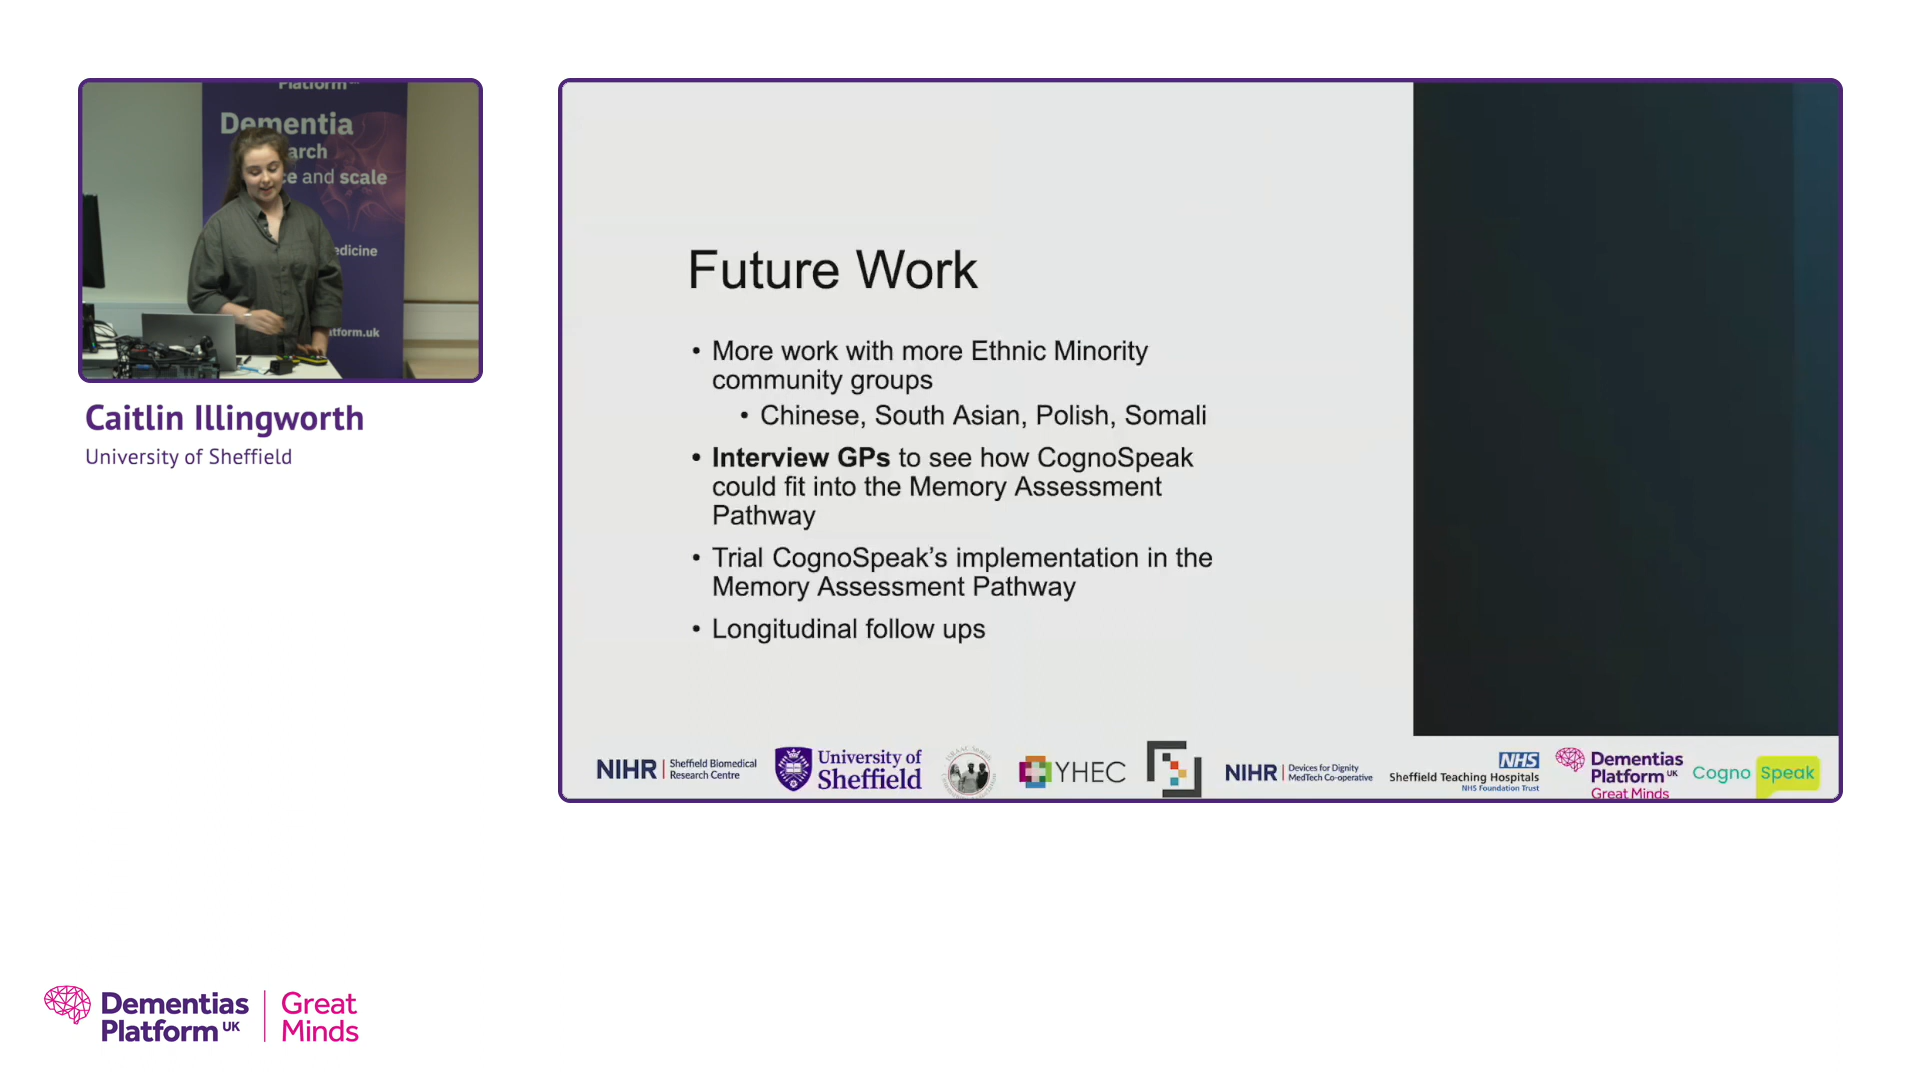 Platform
Dementia
arch
ce and scale
edicine
tform.uk
Caitlin Illingworth
University of Sheffield
Future Work
• More work with more Ethnic Minority
community groups
• Chinese, South Asian, Polish, Somali
• Interview GPs to see how CognoSpeak
could fit into the Memory Assessment
Pathway
• Trial CognoSpeak’s implementation in the
Memory Assessment Pathway
• Longitudinal follow ups
NIHR | Sheffield Biomedical
Research Centre
University of
Sheffield
YHEC
NIHR | Devices for Dignity
MedTech Co-operative
NHS
Sheffield Teaching Hospitals
NHS Foundation Trust
Dementias
Platform UK
Great Minds
Cogno Speak
Dementias
Platform UK
Great
Minds